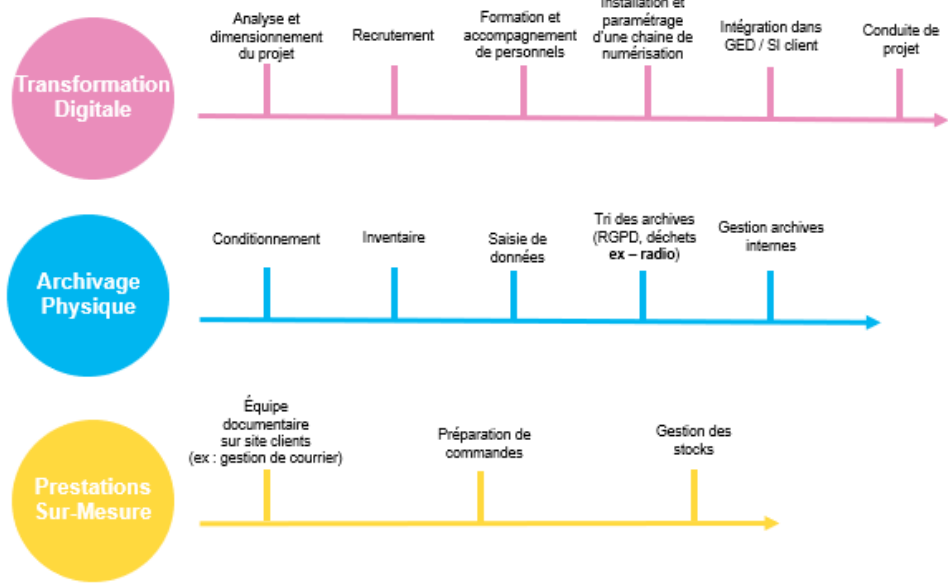 Transformation
Digitale
Analyse et
dimensionnement
du projet
Recrutement
Formation et
accompagnement
de personnels
Installation et
paramétrage
d'une chaine de
numérisation
Intégration dans
GED / SI client
Conduite de
projet
Archivage
Physique
Conditionnement
Inventaire
Saisie de
données
Tri des archives
(RGPD, déchets
ex – radio)
Gestion archives
internes
Prestations
Sur-Mesure
Équipe
documentaire
sur site clients
(ex : gestion de courrier)
Préparation de
commandes
Gestion des
stocks